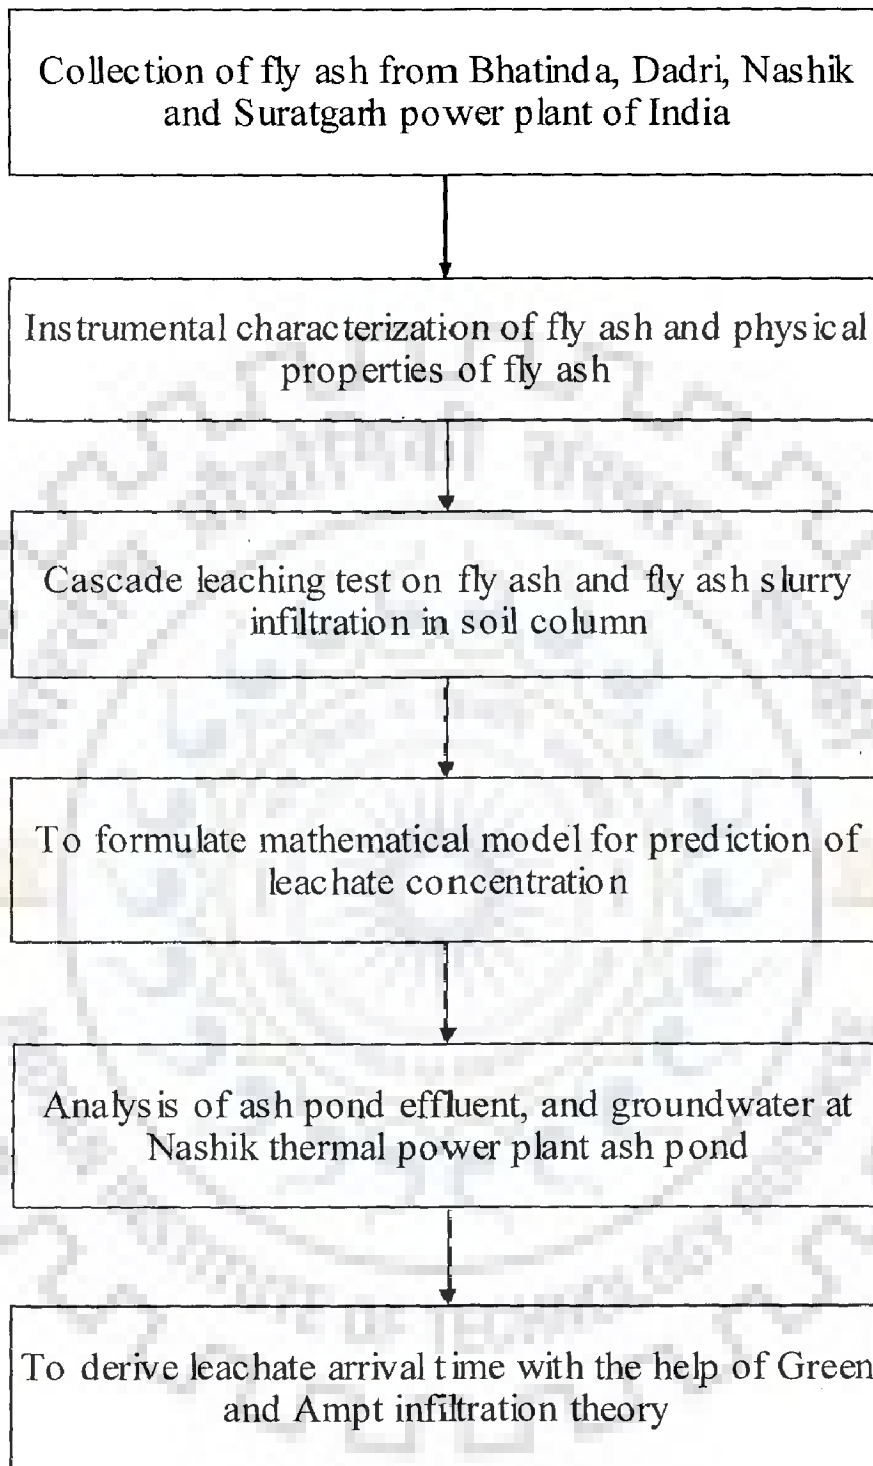 Collection of fly ash from Bhatinda, Dadri, Nashik
and Suratgarh power plant of India
Instrumental characterization of fly ash and physical
properties of fly ash
Cascade leaching test on fly ash and fly ash slurry
infiltration in soil column
To formulate mathematical model for prediction of
leachate concentration
Analysis of ash pond effluent, and groundwater at
Nashik thermal power plant ash pond
To derive leachate arrival time with the help of Green
and Ampt infiltration theory
OF TECHNOLOGY